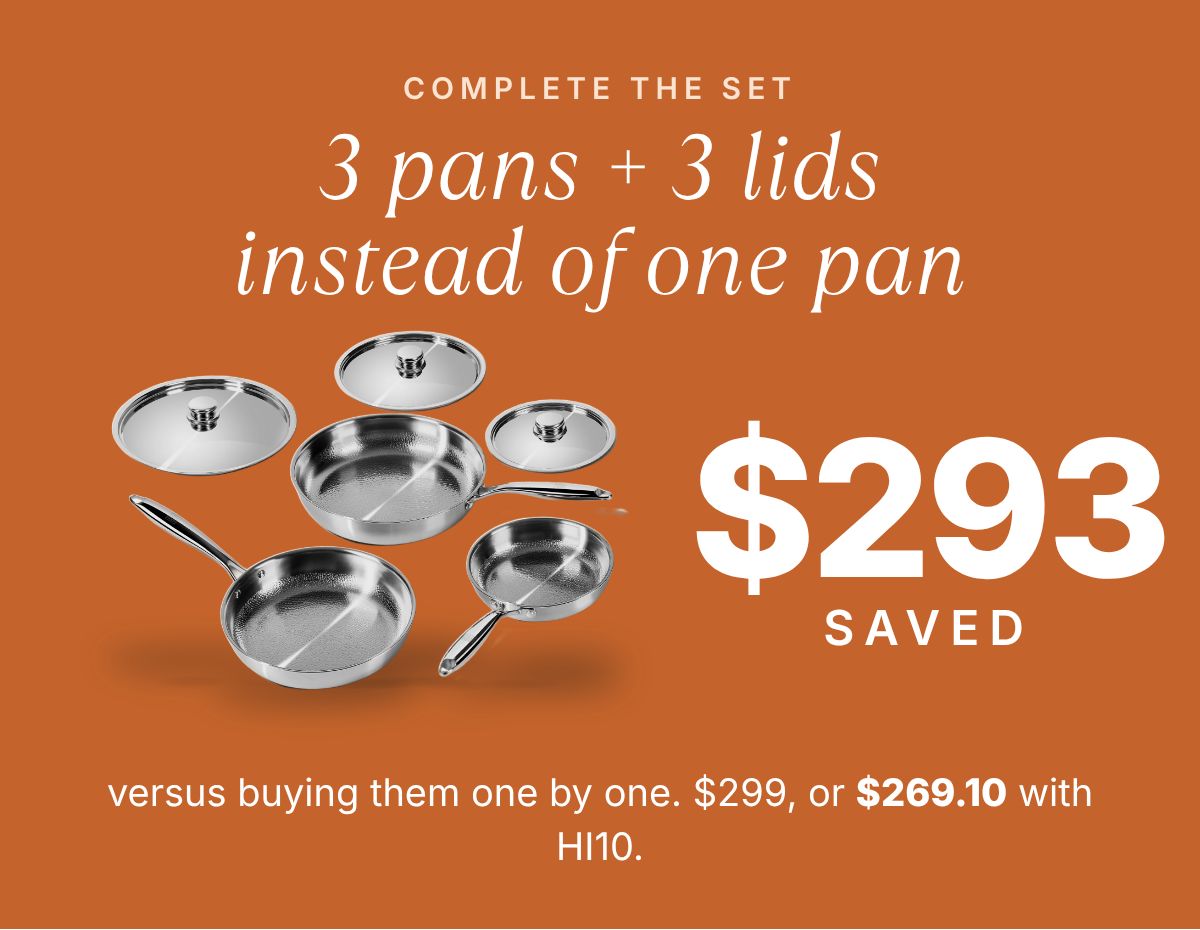 COMPLETE THE SET
3 pans + 3 lids
instead of one pan
$293
SAVED
versus buying them one by one. $299, or $269.10 with
HI10.